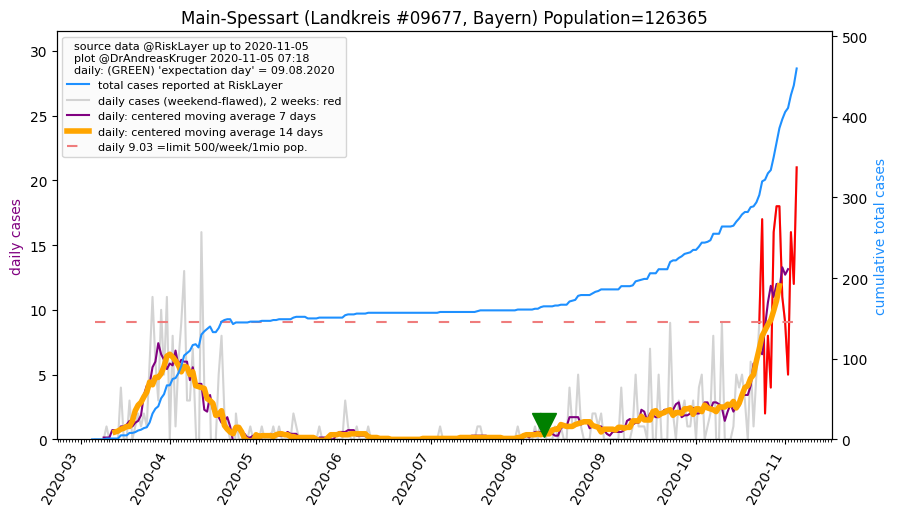 Main-Spessart (Landkreis #09677, Bayern) Population=126365
source data @RiskLayer up to 2020-11-05
plot @DrAndreasKruger 2020-11-05 07:18
daily: (GREEN) 'expectation day' = 09.08.2020
total cases reported at RiskLayer
daily cases (weekend-flawed), 2 weeks: red
daily: centered moving average 7 days
daily: centered moving average 14 days
daily 9.03 =limit 500/week/1mio pop.
daily cases
30
25
20
15
10
5
0
cumulative total cases
500
400
300
200
100
0
2020-03
2020-04
2020-05
2020-06
2020-07
2020-08
2020-09
2020-10
2020-11